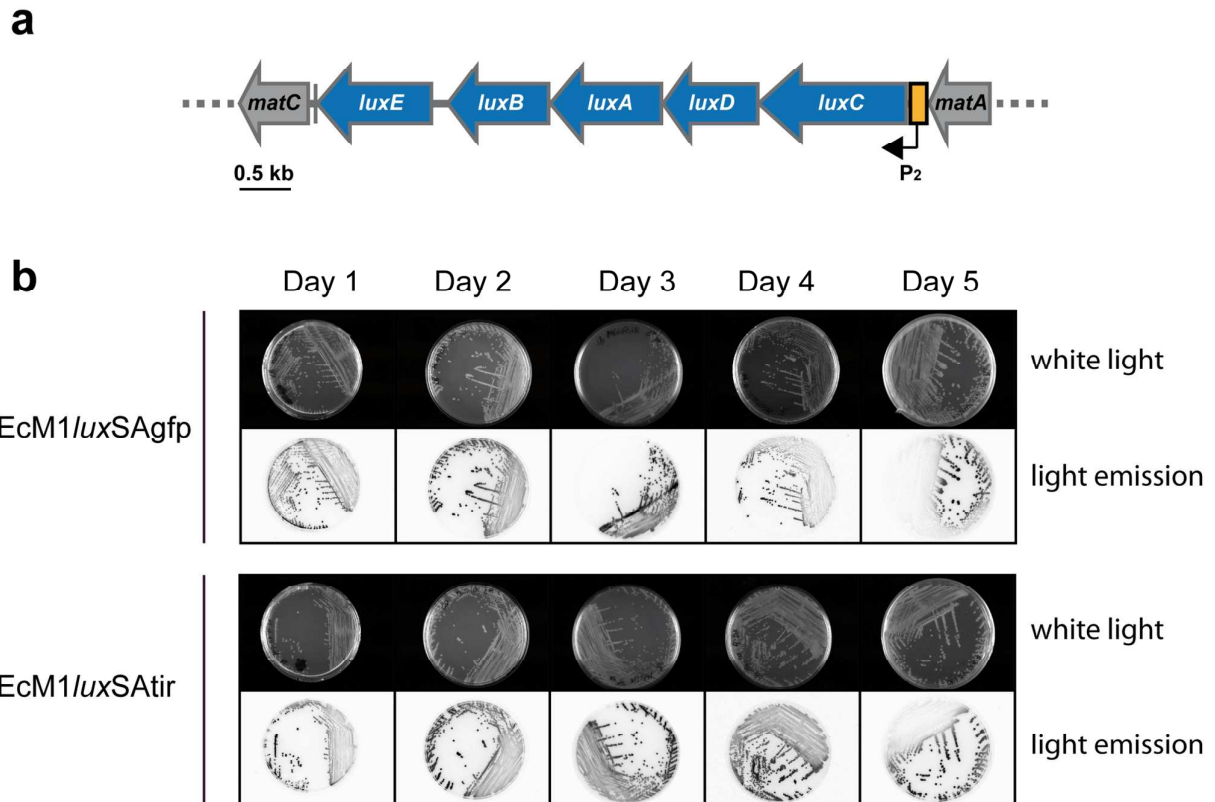 a
matC luxE luxB luxA luxD luxC matA
0.5 kb
P2
b
Day 1 Day 2 Day 3 Day 4 Day 5
EcM1luxSAgfp
white light
light emission
EcM1luxSAtir
white light
light emission